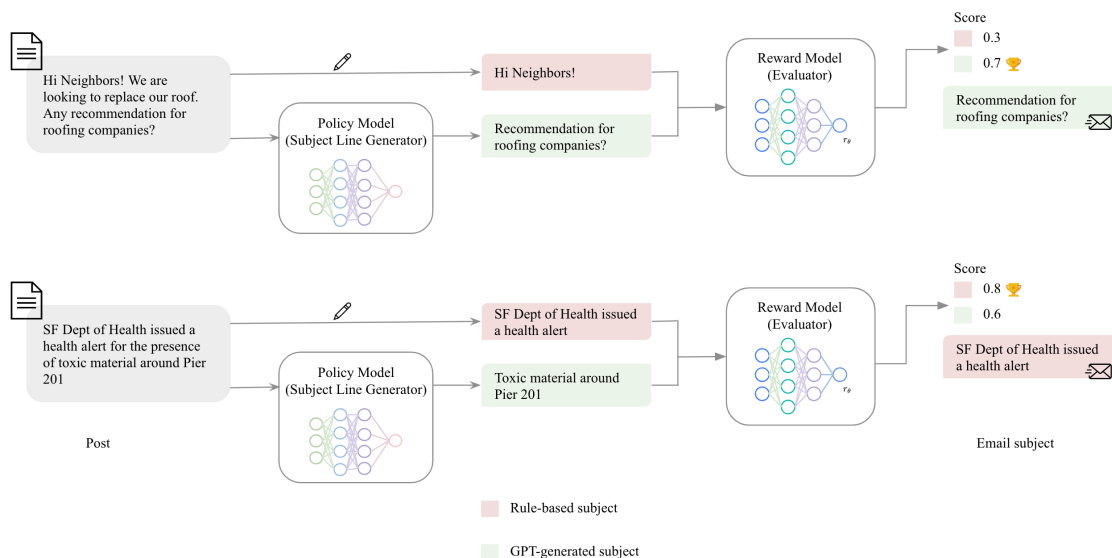 Hi Neighbors! We are
looking to replace our roof.
Any recommendation for
roofing companies?
Policy Model
(Subject Line Generator)
Hi Neighbors!
Recommendation for
roofing companies?
Reward Model
(Evaluator)
rθ
Score
0.3
0.7
Recommendation for
roofing companies?
SF Dept of Health issued a
health alert for the presence
of toxic material around Pier
201
Policy Model
(Subject Line Generator)
SF Dept of Health issued
a health alert
Toxic material around
Pier 201
Reward Model
(Evaluator)
rθ
Score
0.8
0.6
SF Dept of Health issued
a health alert
Post
Email subject
Rule-based subject
GPT-generated subject